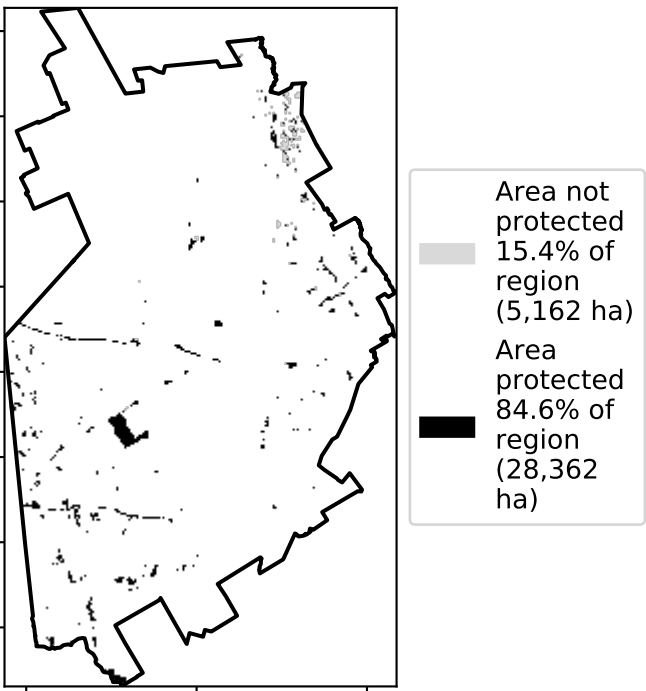 Area not
protected
15.4% of
region
(5,162 ha)
Area
protected
84.6% of
region
(28,362
ha)